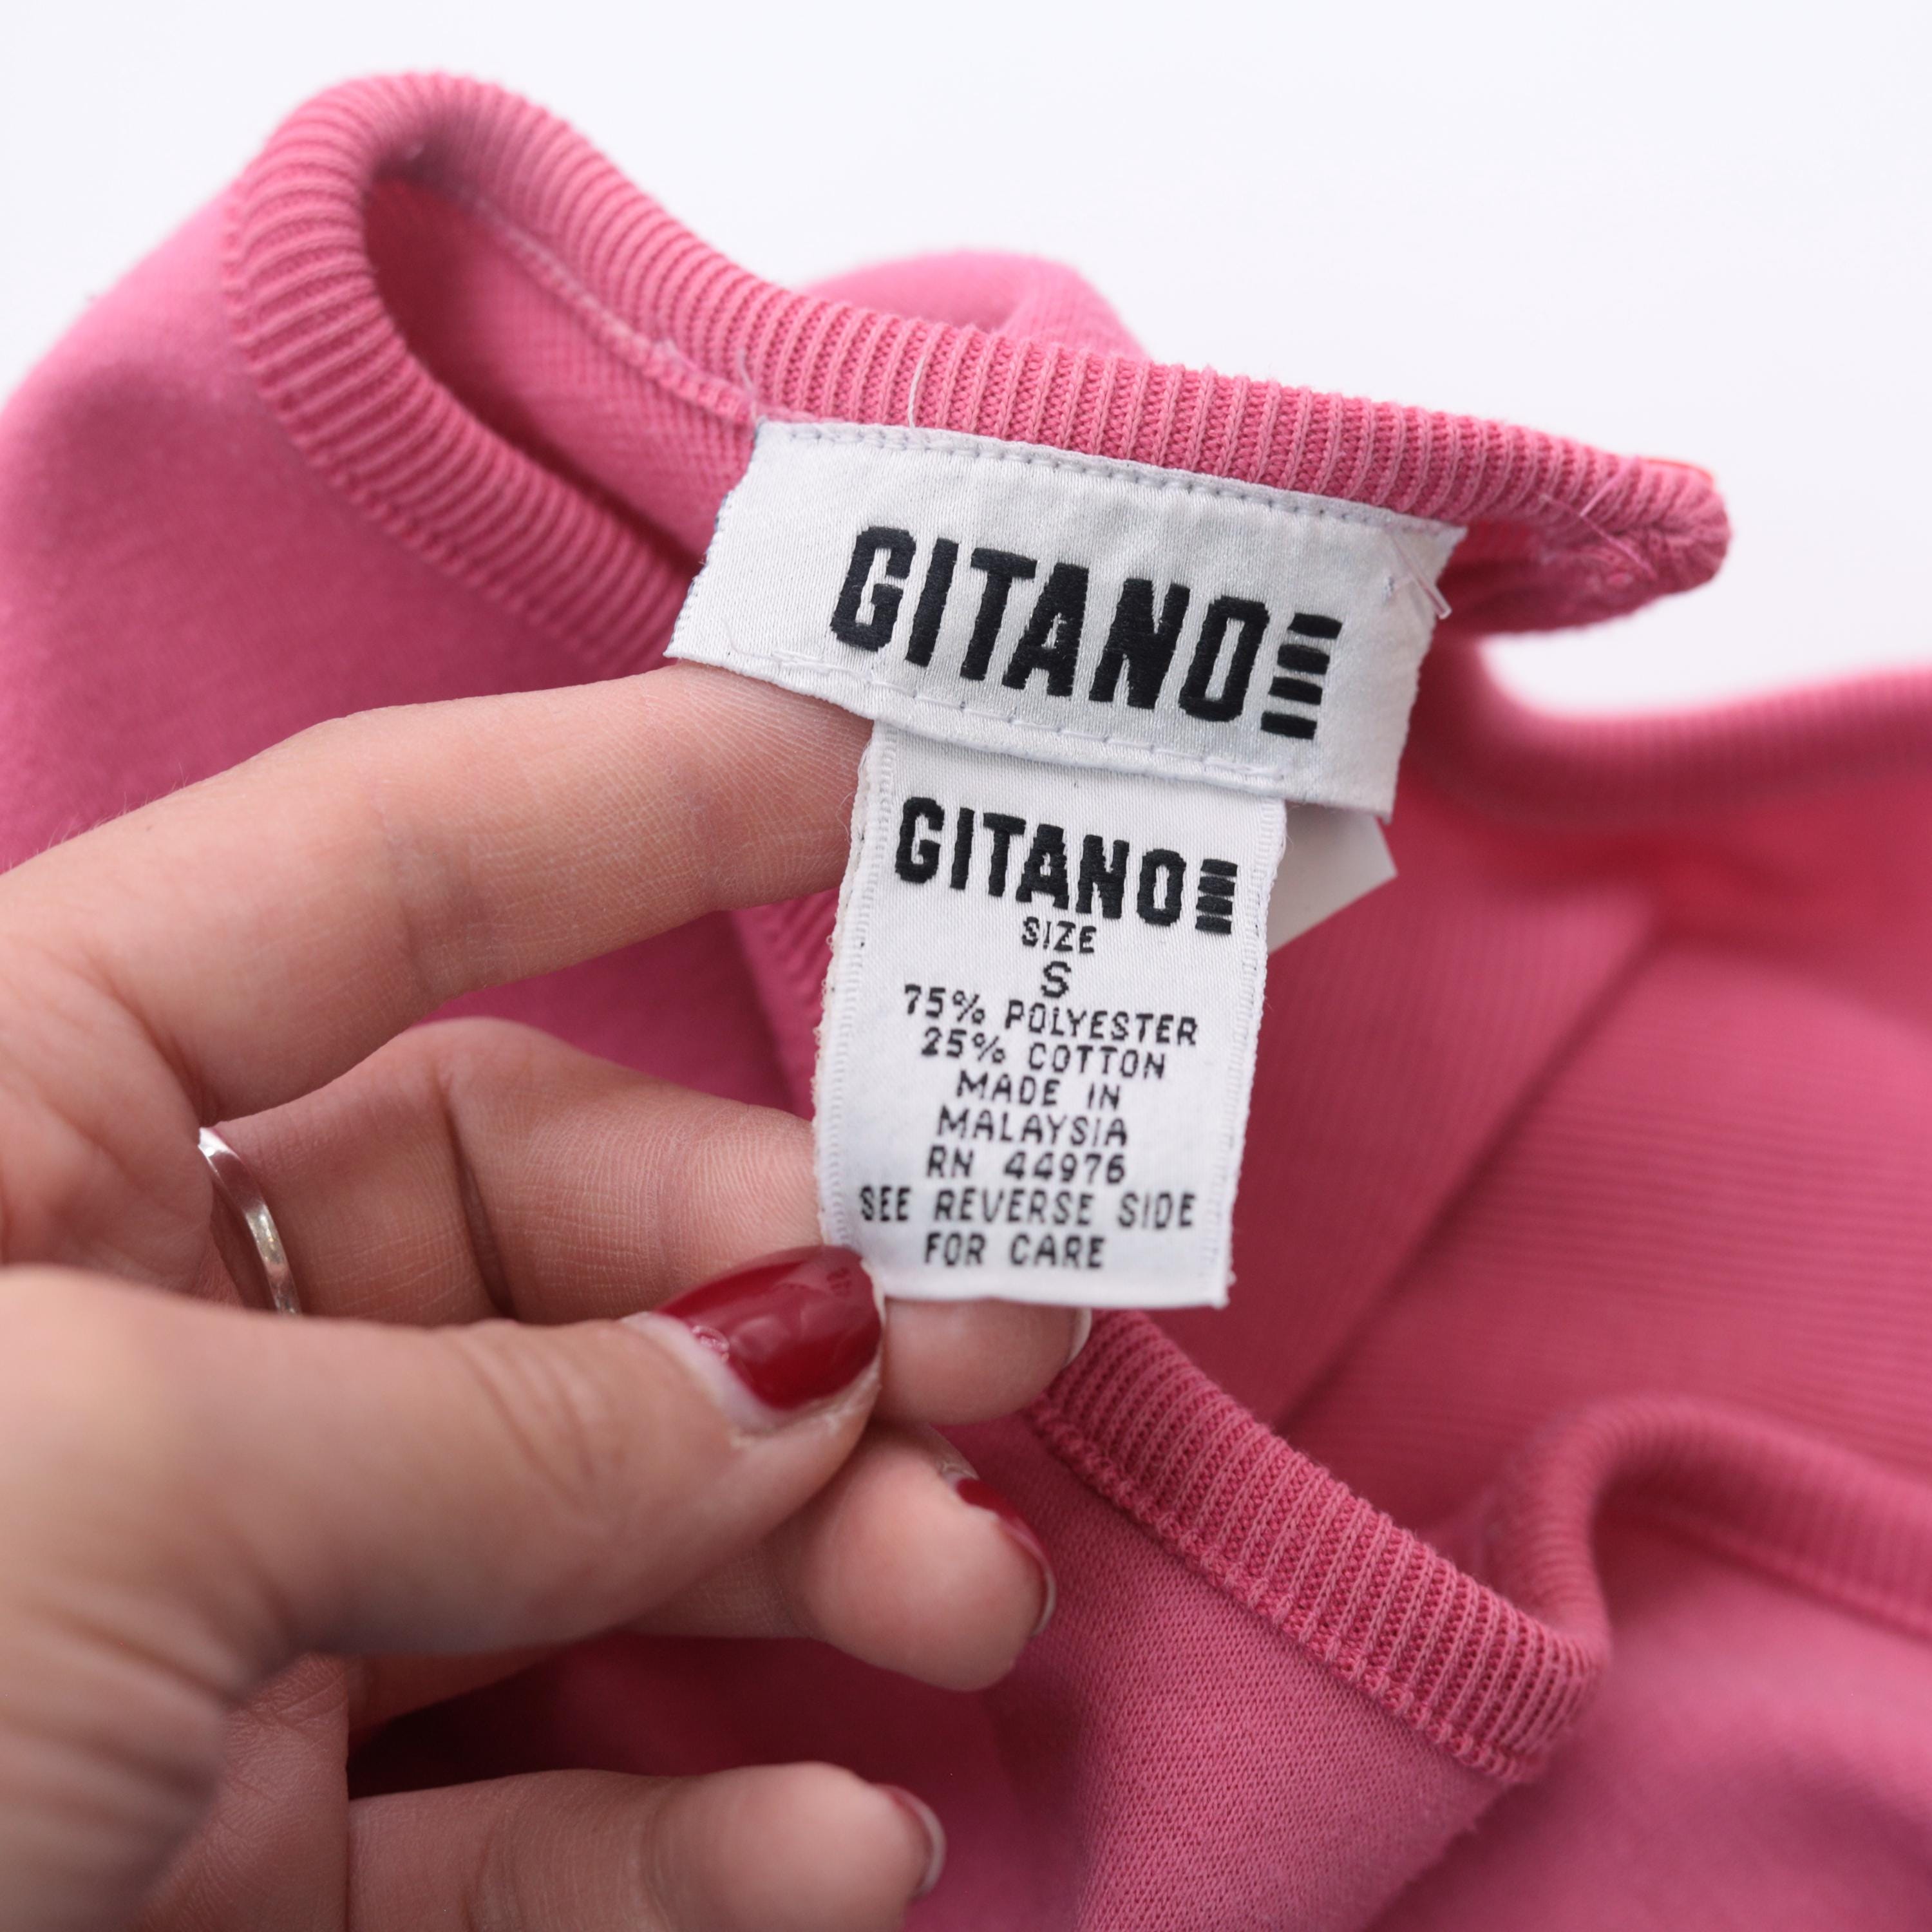 GITANO
GITANO
SIZE
S
75% POLYESTER
25% COTTON
MADE IN
MALAYSIA
RN 44976
SEE REVERSE SIDE
FOR CARE